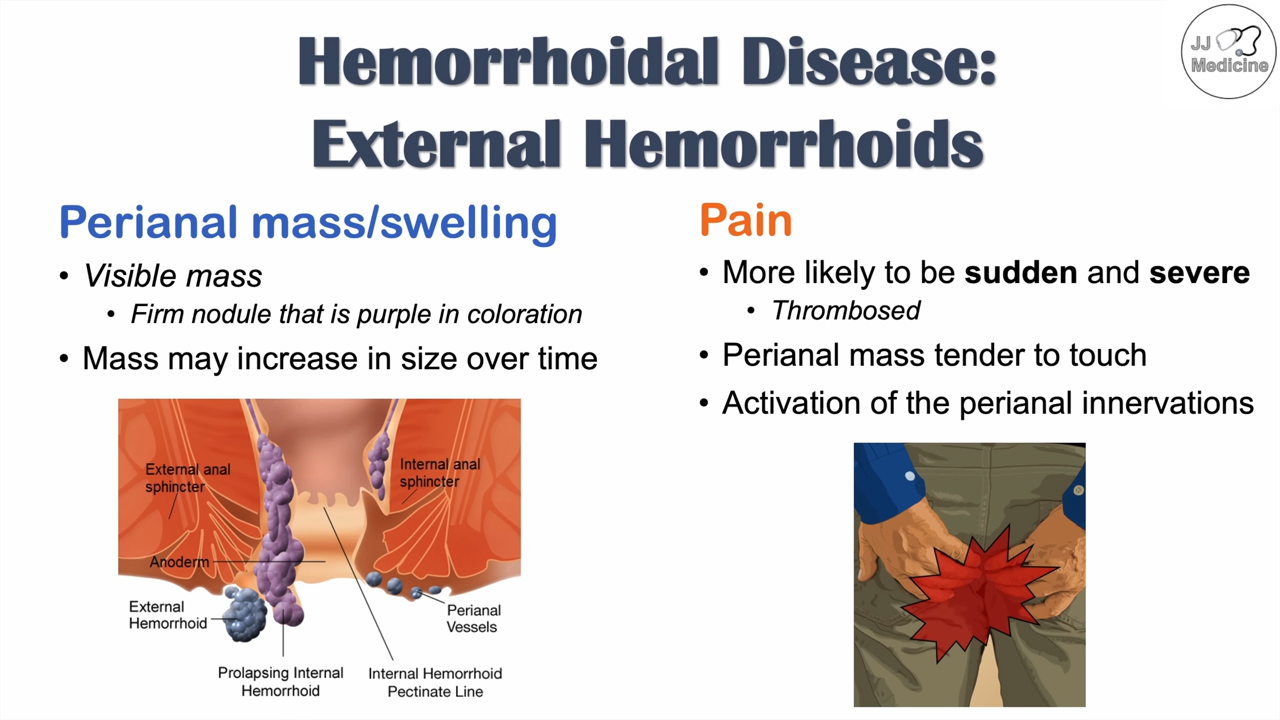 JJ
Medicine
Hemorrhoidal Disease:
External Hemorrhoids
Perianal mass/swelling
• Visible mass
• Firm nodule that is purple in coloration
• Mass may increase in size over time
External anal
sphincter
Internal anal
sphincter
Anoderm
External
Hemorrhoid
Perianal
Vessels
Prolapsing Internal
Hemorrhoid
Internal Hemorrhoid
Pectinate Line
Pain
• More likely to be sudden and severe
• Thrombosed
• Perianal mass tender to touch
• Activation of the perianal innervations